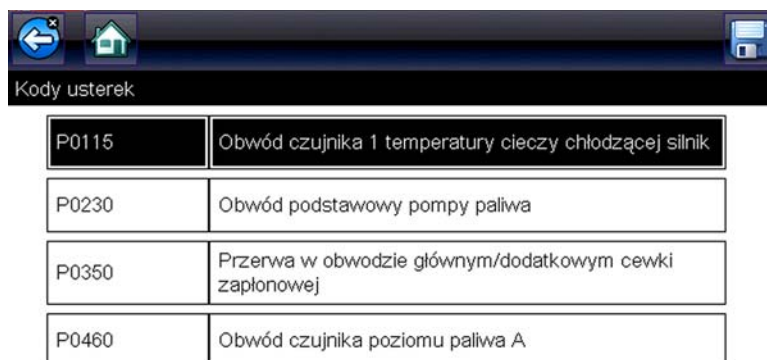 Kody usterek
P0115 Obwód czujnika 1 temperatury cieczy chłodzącej silnik
P0230 Obwód podstawowy pompy paliwa
P0350 Przerwa w obwodzie głównym/dodatkowym cewki
zapłonowej
P0460 Obwód czujnika poziomu paliwa A